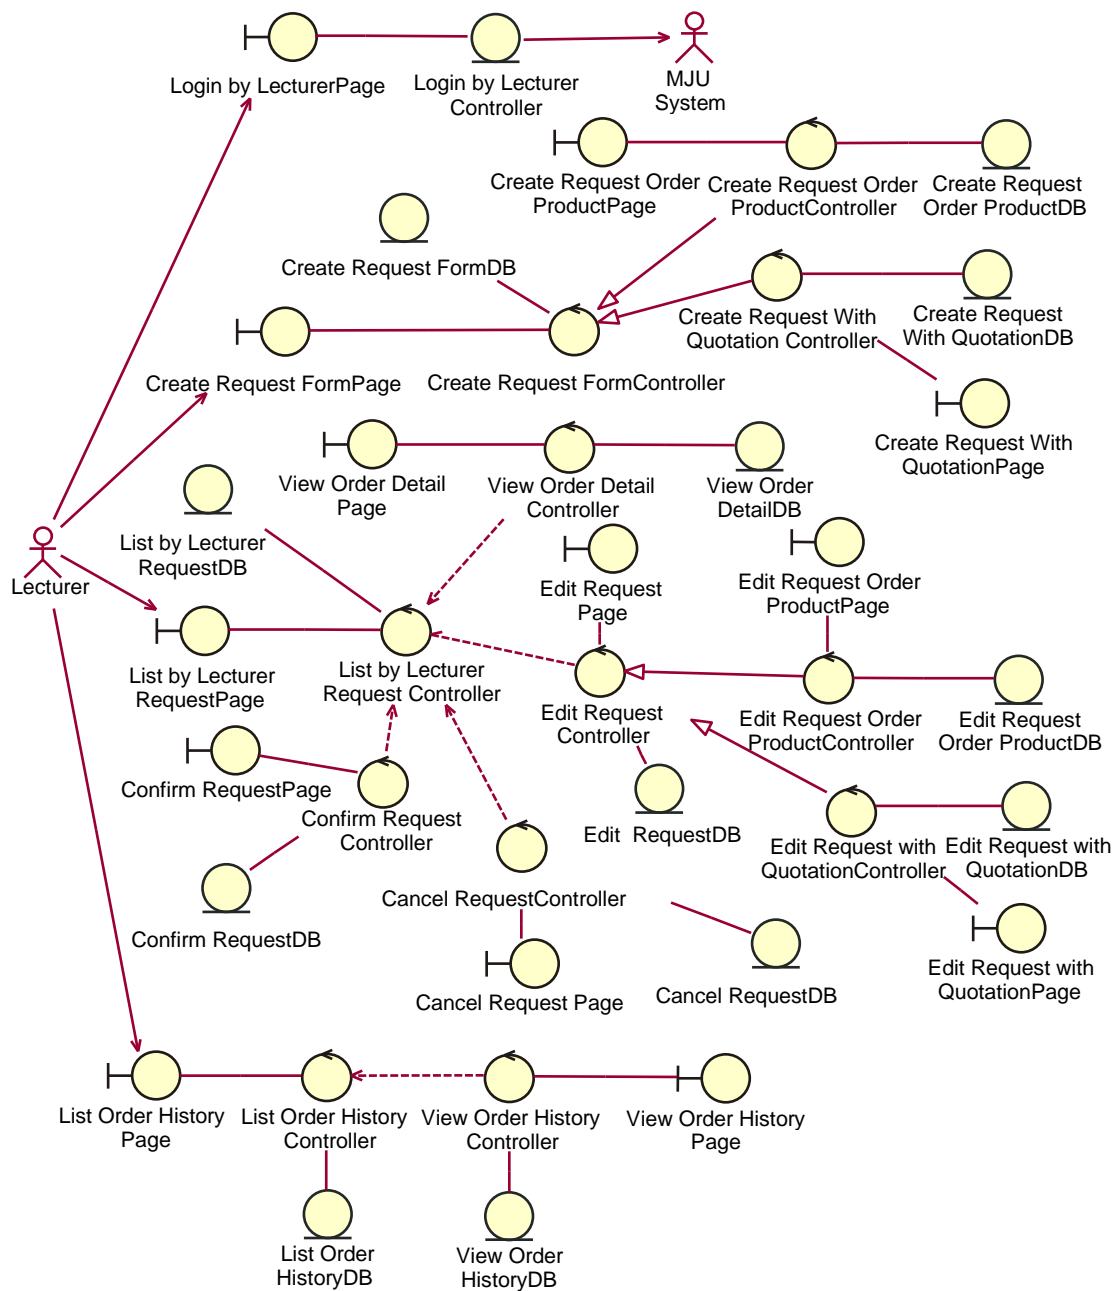 Login by LecturerPage
Login by Lecturer
Controller
MJU
System
Create Request Order
ProductPage
Create Request Order
ProductController
Create Request
Order ProductDB
Create Request FormDB
Create Request With
Quotation Controller
Create Request
With QuotationDB
Create Request FormPage
Create Request FormController
Create Request With
QuotationPage
View Order Detail
Page
View Order Detail
Controller
View Order
DetailDB
List by Lecturer
RequestDB
Lecturer
Edit Request
Page
Edit Request Order
ProductPage
List by Lecturer
RequestPage
List by Lecturer
Request Controller
Edit Request
Controller
Edit Request Order
ProductController
Edit Request
Order ProductDB
Confirm RequestPage
Confirm Request
Controller
Edit  RequestDB
Edit Request with
QuotationController
Edit Request with
QuotationDB
Confirm RequestDB
Cancel RequestController
Cancel Request Page
Cancel RequestDB
Edit Request with
QuotationPage
List Order History
Page
List Order History
Controller
View Order History
Controller
View Order History
Page
List Order
HistoryDB
View Order
HistoryDB